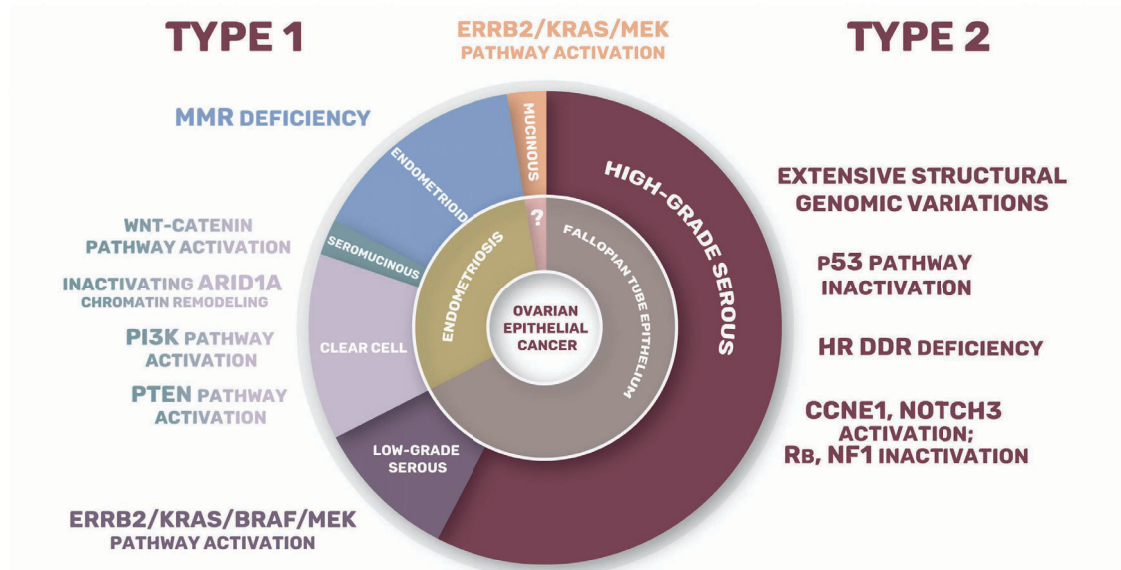 TYPE 1
ERRB2/KRAS/MEK
PATHWAY ACTIVATION
TYPE 2
MMR DEFICIENCY
WNT-CATENIN
PATHWAY ACTIVATION
INACTIVATING ARID1A
CHROMATIN REMODELING
PI3K PATHWAY
ACTIVATION
PTEN PATHWAY
ACTIVATION
ERRB2/KRAS/BRAF/MEK
PATHWAY ACTIVATION
MUCINOUS
ENDOMETRIOID
SEROMUCINOUS
CLEAR CELL
LOW-GRADE
SEROUS
HIGH-GRADE SEROUS
?
ENDOMETRIOSIS
FALLOPIAN TUBE EPITHELIUM
OVARIAN
EPITHELIAL
CANCER
EXTENSIVE STRUCTURAL
GENOMIC VARIATIONS
P53 PATHWAY
INACTIVATION
HR DDR DEFICIENCY
CCNE1, NOTCH3
ACTIVATION;
RB, NF1 INACTIVATION